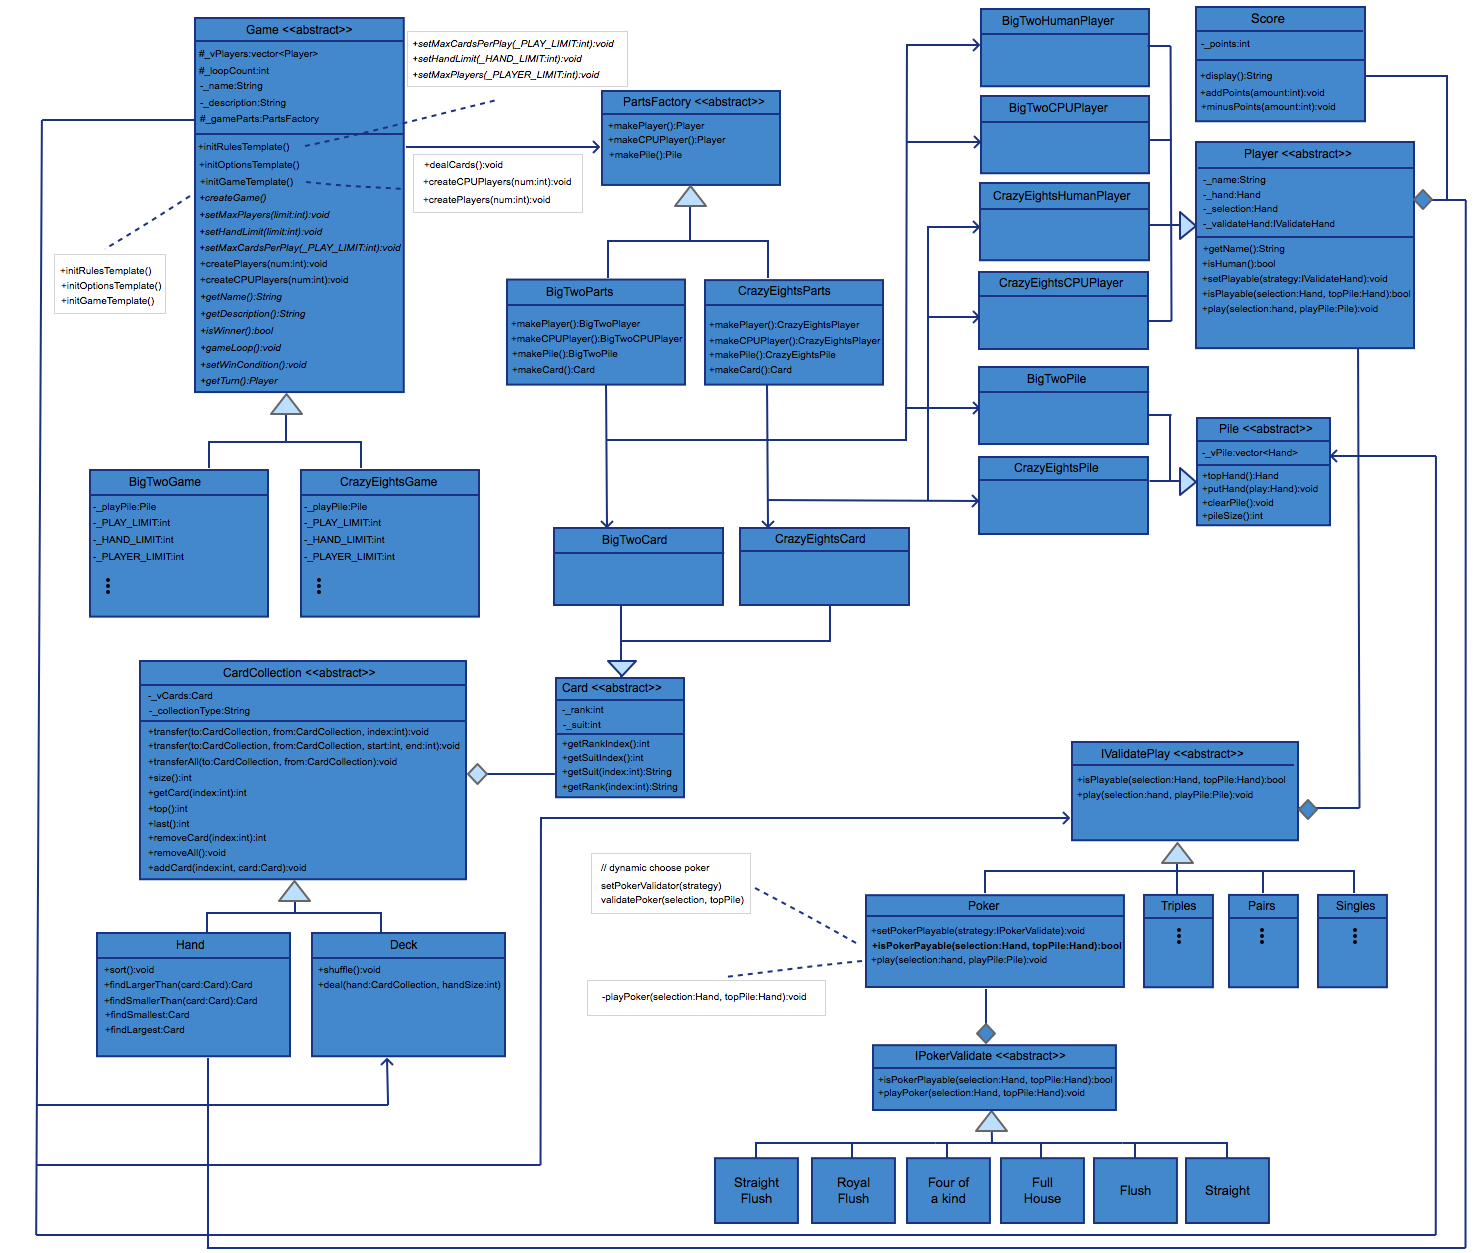 Game <<abstract>>
#_vPlayers:vector<Player>
#_loopCount:int
-_name:String
-_description:String
#_gameParts:PartsFactory
+initRulesTemplate()
+initOptionsTemplate()
+initGameTemplate()
+createGame()
+setMaxPlayers(limit:int):void
+setHandLimit(limit:int):void
+setMaxCardsPerPlay(_PLAY_LIMIT:int):void
+createPlayers(num:int):void
+createCPUPlayers(num:int):void
+getName():String
+getDescription():String
+isWinner():bool
+gameLoop():void
+setWinCondition():void
+getTurn():Player
+setMaxCardsPerPlay(_PLAY_LIMIT:int):void
+setHandLimit(_HAND_LIMIT:int):void
+setMaxPlayers(_PLAYER_LIMIT:int):void
+dealCards():void
+createCPUPlayers(num:int):void
+createPlayers(num:int):void
+initRulesTemplate()
+initOptionsTemplate()
+initGameTemplate()
PartsFactory <<abstract>>
+makePlayer():Player
+makeCPUPlayer():Player
+makePile():Pile
BigTwoParts
+makePlayer():BigTwoPlayer
+makeCPUPlayer():BigTwoCPUPlayer
+makePile():BigTwoPile
+makeCard():Card
CrazyEightsParts
+makePlayer():CrazyEightsPlayer
+makeCPUPlayer():CrazyEightsPlayer
+makePile():CrazyEightsPile
+makeCard():Card
BigTwoHumanPlayer
BigTwoCPUPlayer
CrazyEightsHumanPlayer
CrazyEightsCPUPlayer
BigTwoPile
CrazyEightsPile
Score
-_points:int
+display():String
+addPoints(amount:int):void
+minusPoints(amount:int):void
Player <<abstract>>
-_name:String
-_hand:Hand
-_selection:Hand
-_validateHand:IValidateHand
+getName():String
+isHuman():bool
+setPlayable(strategy:IValidateHand):void
+isPlayable(selection:Hand, topPile:Hand):bool
+play(selection:hand, playPile:Pile):void
Pile <<abstract>>
-_vPile:vector<Hand>
+topHand():Hand
+putHand(play:Hand):void
+clearPile():void
+pileSize():int
BigTwoGame
-_playPile:Pile
-_PLAY_LIMIT:int
-_HAND_LIMIT:int
-_PLAYER_LIMIT:int
CrazyEightsGame
-_playPile:Pile
-_PLAY_LIMIT:int
-_HAND_LIMIT:int
-_PLAYER_LIMIT:int
BigTwoCard
CrazyEightsCard
CardCollection <<abstract>>
-_vCards:Card
-_collectionType:String
+transfer(to:CardCollection, from:CardCollection, index:int):void
+transfer(to:CardCollection, from:CardCollection, start:int, end:int):void
+transferAll(to:CardCollection, from:CardCollection):void
+size():int
+getCard(index:int):int
+top():int
+last():int
+removeCard(index:int):int
+removeAll():void
+addCard(index:int, card:Card):void
Card <<abstract>>
-_rank:int
-_suit:int
+getRankIndex():int
+getSuitIndex():int
+getSuit(index:int):String
+getRank(index:int):String
Hand
+sort():void
+findLargerThan(card:Card):Card
+findSmallerThan(card:Card):Card
+findSmallest:Card
+findLargest:Card
Deck
+shuffle():void
+deal(hand:CardCollection, handSize:int)
IValidatePlay <<abstract>>
+isPlayable(selection:Hand, topPile:Hand):bool
+play(selection:hand, playPile:Pile):void
// dynamic choose poker
setPokerValidator(strategy)
validatePoker(selection, topPile)
-playPoker(selection:Hand, topPile:Hand):void
Poker
+setPokerPlayable(strategy:IPokerValidate):void
+isPokerPayable(selection:Hand, topPile:Hand):bool
+play(selection:hand, playPile:Pile):void
Triples
Pairs
Singles
IPokerValidate <<abstract>>
+isPokerPlayable(selection:Hand, topPile:Hand):bool
+playPoker(selection:Hand, topPile:Hand):void
Straight
Flush
Royal
Flush
Four of
a kind
Full
House
Flush
Straight